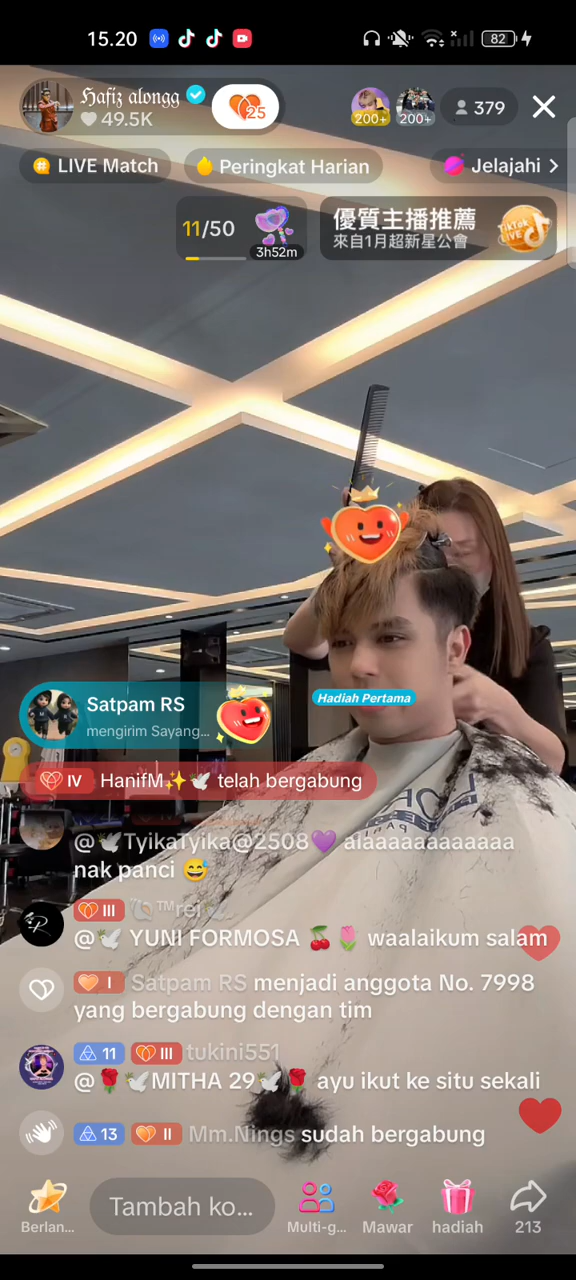 15.20
82
Hafiz alongg
49.5K
25
200+
200+
379
LIVE Match
Peringkat Harian
Jelajahi >
11/50
3h52m
優質主播推薦
來自1月超新星公會
TikTok
LIVE
Hadiah Pertama
Satpam RS
mengirim Sayang...
IV HanifM✨🕊 telah bergabung
@🕊TyikaTyika@2508💜 alaaaaaaaaaaaa
nak panci 😅
III ™rei
@🕊 YUNI FORMOSA 🍒🌷 waalaikum salam
I Satpam RS menjadi anggota No. 7998
yang bergabung dengan tim
11 III tukini551
@🌹🕊MITHA 29🕊🌹 ayu ikut ke situ sekali
13 II Mm.Nings sudah bergabung
Berlan...
Tambah ko...
Multi-g...
Mawar
hadiah
213